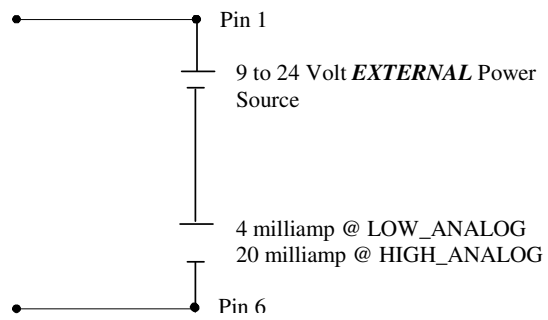 Pin 1
9 to 24 Volt EXTERNAL Power
Source
4 milliamp @ LOW_ANALOG
20 milliamp @ HIGH_ANALOG
Pin 6